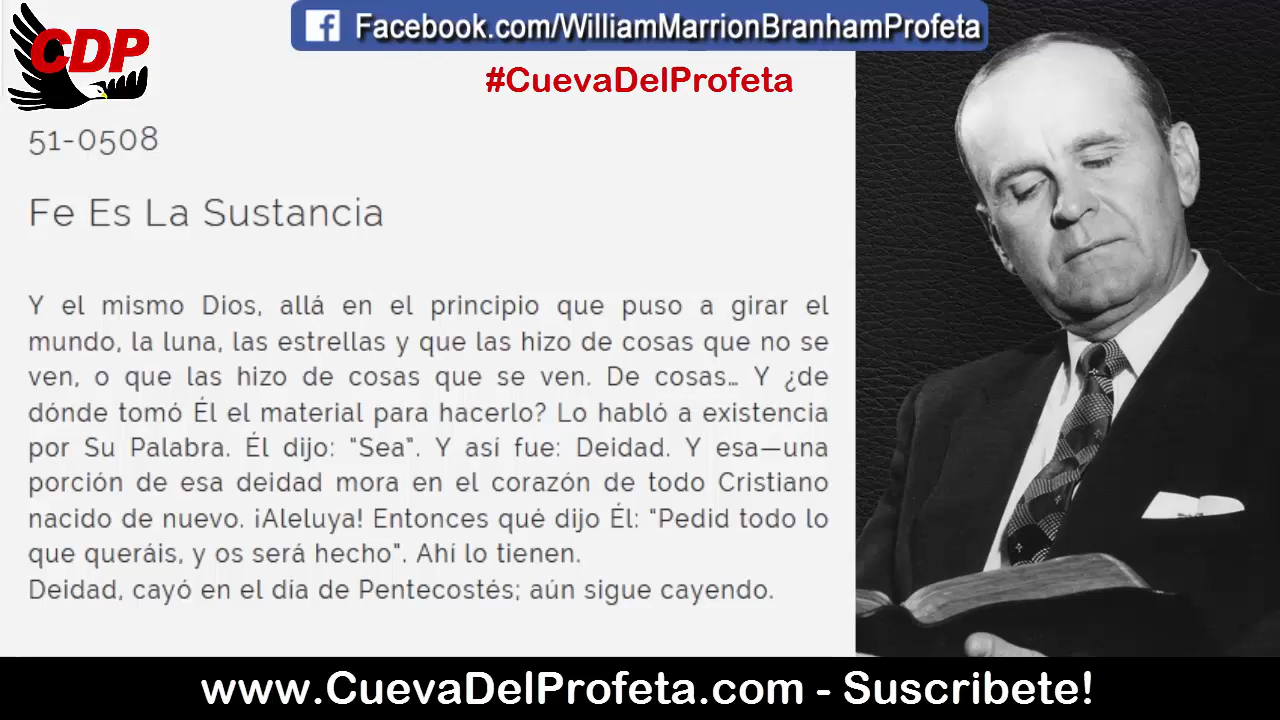 Facebook.com/WilliamMarrionBranhamProfeta
CDP
#CuevaDelProfeta
51-0508
Fe Es La Sustancia
Y el mismo Dios, allá en el principio que puso a girar el
mundo, la luna, las estrellas y que las hizo de cosas que no se
ven, o que las hizo de cosas que se ven. De cosas… Y ¿de
dónde tomó Él el material para hacerlo? Lo habló a existencia
por Su Palabra. Él dijo: "Sea". Y así fue: Deidad. Y esa—una
porción de esa deidad mora en el corazón de todo Cristiano
nacido de nuevo. ¡Aleluya! Entonces qué dijo Él: "Pedid todo lo
que queráis, y os será hecho". Ahí lo tienen.
Deidad, cayó en el día de Pentecostés; aún sigue cayendo.
www.CuevaDelProfeta.com - Suscribete!